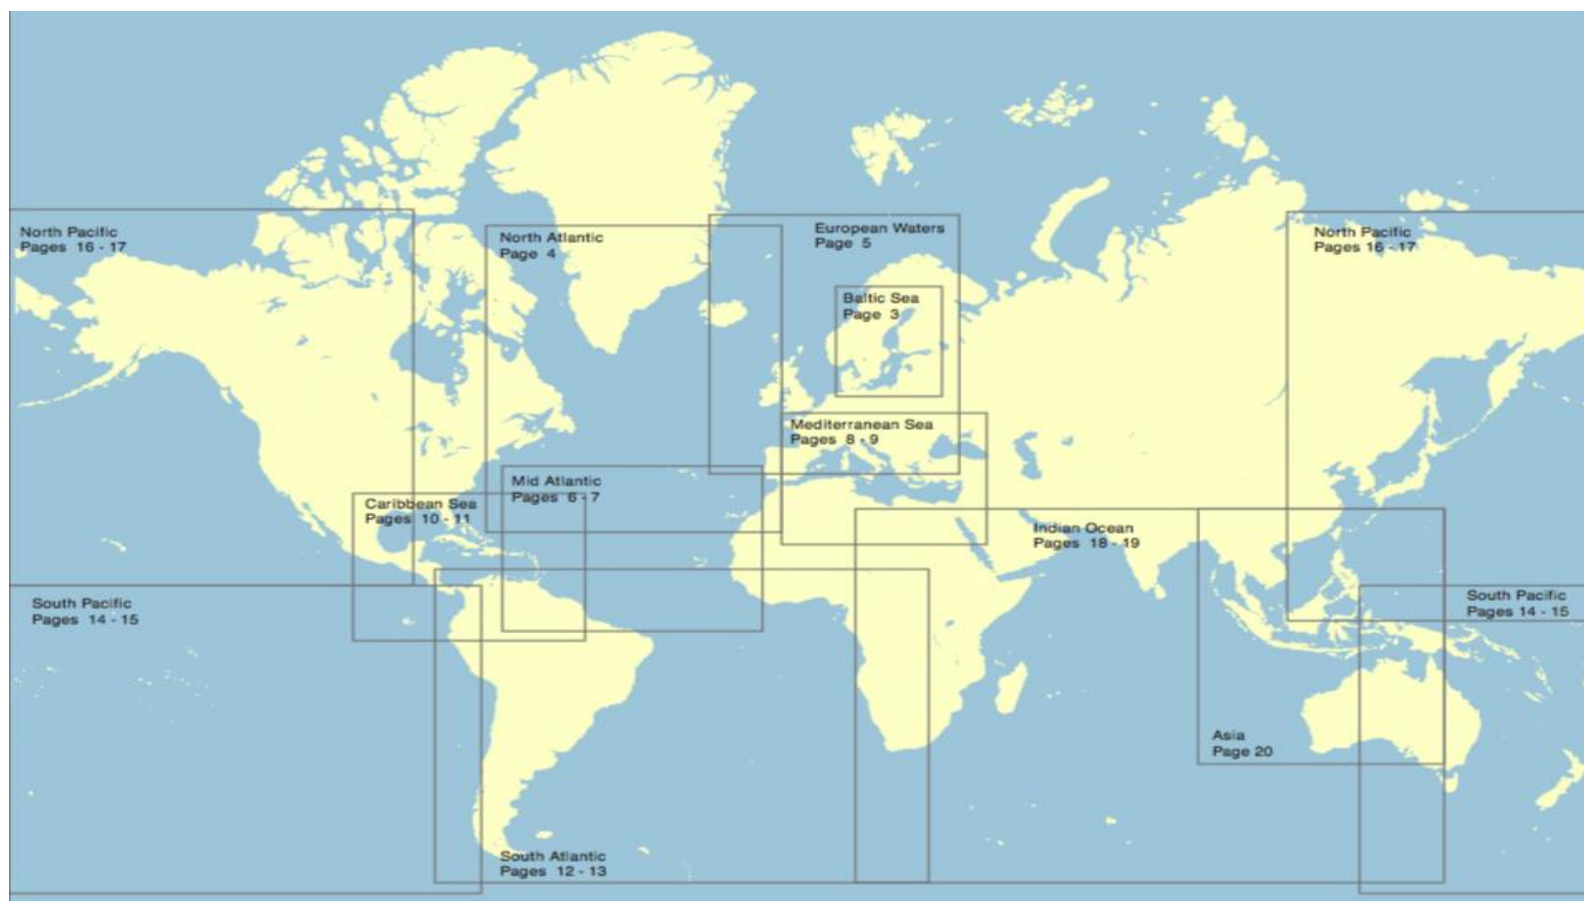 North Pacific
Pages 16 - 17
North Atlantic
Page 4
European Waters
Page 5
North Pacific
Pages 16 - 17
Baltic Sea
Page 3
Mediterranean Sea
Pages 8 - 9
Mid Atlantic
Pages 6 - 7
Caribbean Sea
Pages 10 - 11
Indian Ocean
Pages 18 - 19
South Pacific
Pages 14 - 15
South Pacific
Pages 14 - 15
Asia
Page 20
South Atlantic
Pages 12 - 13